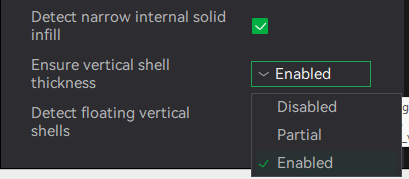 Detect narrow internal solid
infill
Ensure vertical shell
thickness
Enabled
Detect floating vertical
shells
Disabled
Partial
Enabled